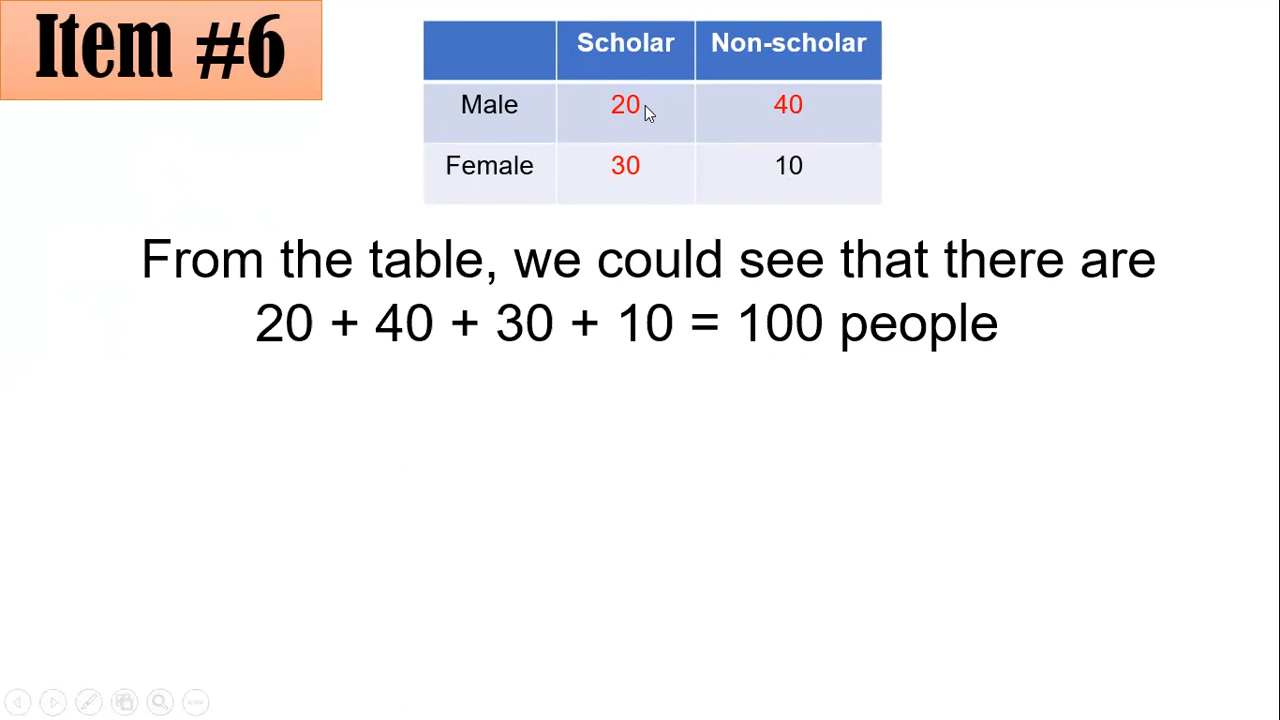 Item #6
Scholar Non-scholar
Male 20 40
Female 30 10
From the table, we could see that there are
20 + 40 + 30 + 10 = 100 people